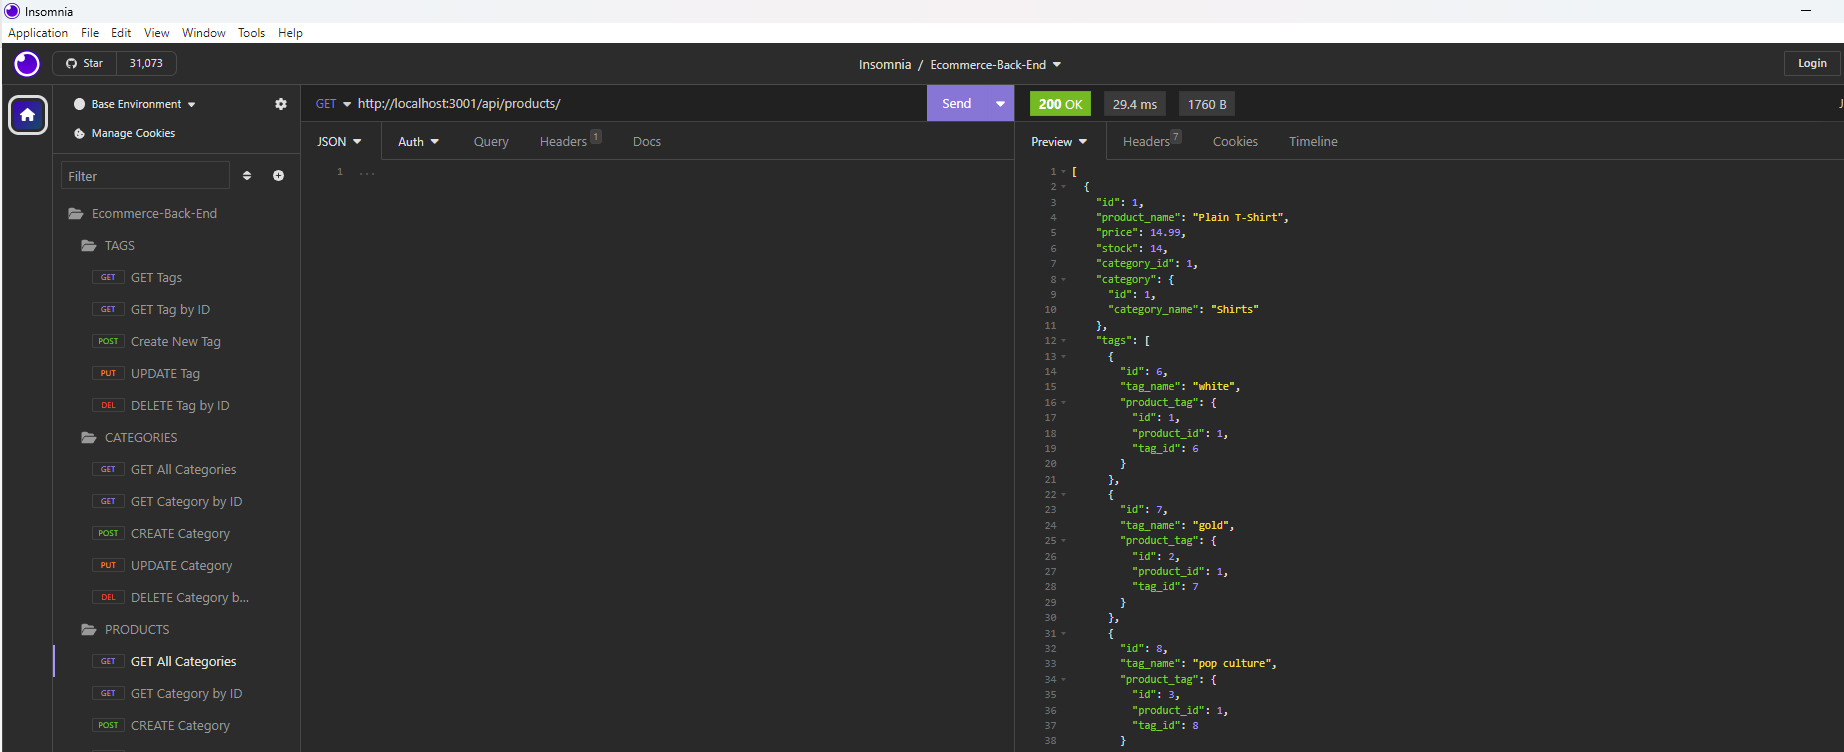 Insomnia
Application File Edit View Window Tools Help
Star 31,073
Insomnia / Ecommerce-Back-End
Login
Base Environment
Manage Cookies
Filter
Ecommerce-Back-End
TAGS
GET GET Tags
GET GET Tag by ID
POST Create New Tag
PUT UPDATE Tag
DEL DELETE Tag by ID
CATEGORIES
GET GET All Categories
GET GET Category by ID
POST CREATE Category
PUT UPDATE Category
DEL DELETE Category b...
PRODUCTS
GET GET All Categories
GET GET Category by ID
POST CREATE Category
GET http://localhost:3001/api/products/ Send
JSON Auth Query Headers 1 Docs
1 ...
200 OK 29.4 ms 1760 B J
Preview Headers 7 Cookies Timeline
1 [
2 {
3 "id": 1,
4 "product_name": "Plain T-Shirt",
5 "price": 14.99,
6 "stock": 14,
7 "category_id": 1,
8 "category": {
9 "id": 1,
10 "category_name": "Shirts"
11 },
12 "tags": [
13 {
14 "id": 6,
15 "tag_name": "white",
16 "product_tag": {
17 "id": 1,
18 "product_id": 1,
19 "tag_id": 6
20 }
21 },
22 {
23 "id": 7,
24 "tag_name": "gold",
25 "product_tag": {
26 "id": 2,
27 "product_id": 1,
28 "tag_id": 7
29 }
30 },
31 {
32 "id": 8,
33 "tag_name": "pop culture",
34 "product_tag": {
35 "id": 3,
36 "product_id": 1,
37 "tag_id": 8
38 }